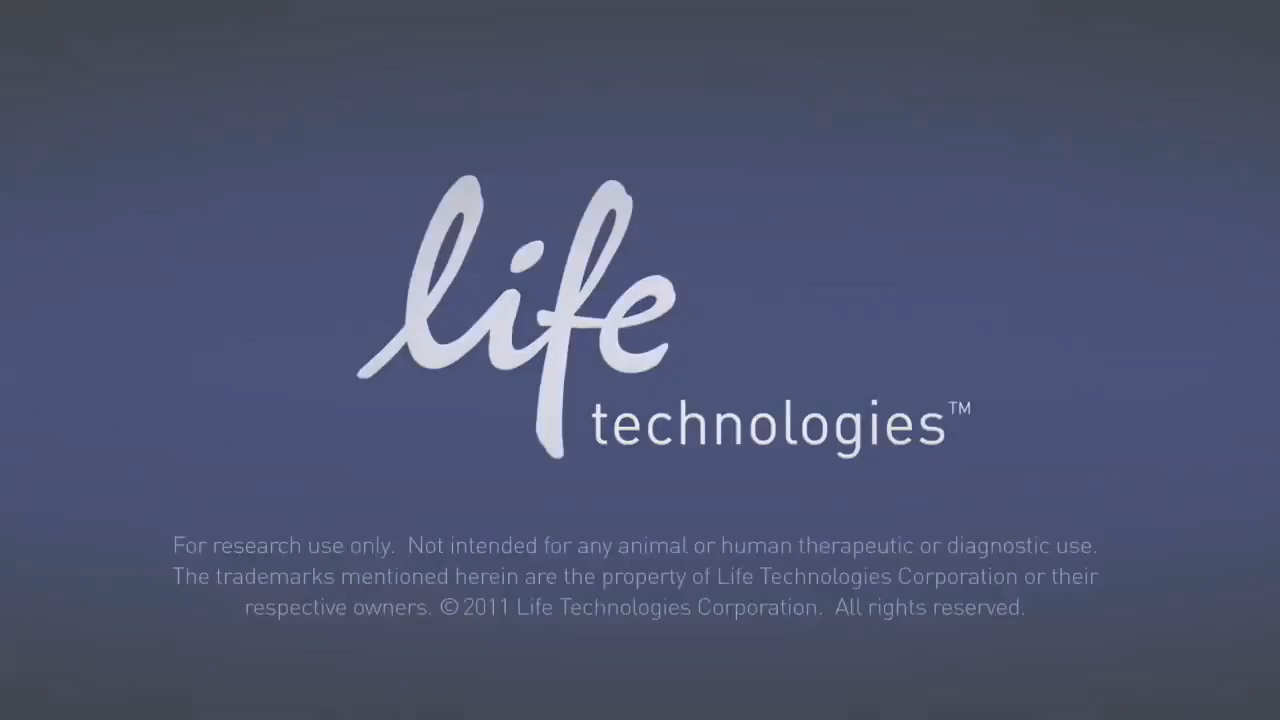 life
technologies™
For research use only.  Not intended for any animal or human therapeutic or diagnostic use.
The trademarks mentioned herein are the property of Life Technologies Corporation or their
respective owners. ©2011 Life Technologies Corporation.  All rights reserved.